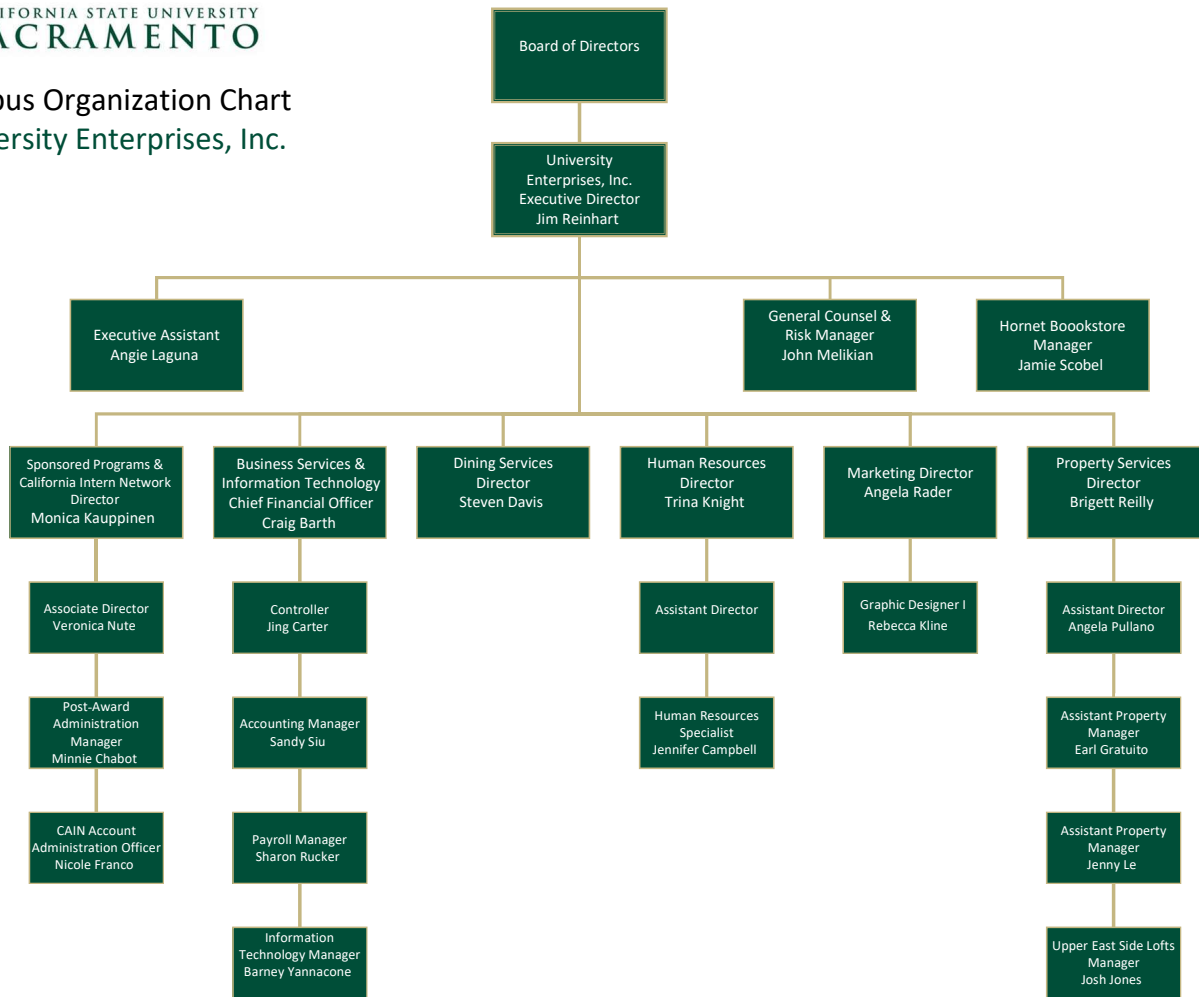 IFORNIA STATE UNIVERSITY
ACRAMENTO
ous Organization Chart
ersity Enterprises, Inc.
Board of Directors
University
Enterprises, Inc.
Executive Director
Jim Reinhart
Executive Assistant
Angie Laguna
General Counsel &
Risk Manager
John Melikian
Hornet Boookstore
Manager
Jamie Scobel
Sponsored Programs &
California Intern Network
Director
Monica Kauppinen
Business Services &
Information Technology
Chief Financial Officer
Craig Barth
Dining Services
Director
Steven Davis
Human Resources
Director
Trina Knight
Marketing Director
Angela Rader
Property Services
Director
Brigett Reilly
Associate Director
Veronica Nute
Controller
Jing Carter
Assistant Director
Graphic Designer I
Rebecca Kline
Assistant Director
Angela Pullano
Post-Award
Administration
Manager
Minnie Chabot
Accounting Manager
Sandy Siu
Human Resources
Specialist
Jennifer Campbell
Assistant Property
Manager
Earl Gratuito
CAIN Account
Administration Officer
Nicole Franco
Payroll Manager
Sharon Rucker
Assistant Property
Manager
Jenny Le
Information
Technology Manager
Barney Yannacone
Upper East Side Lofts
Manager
Josh Jones